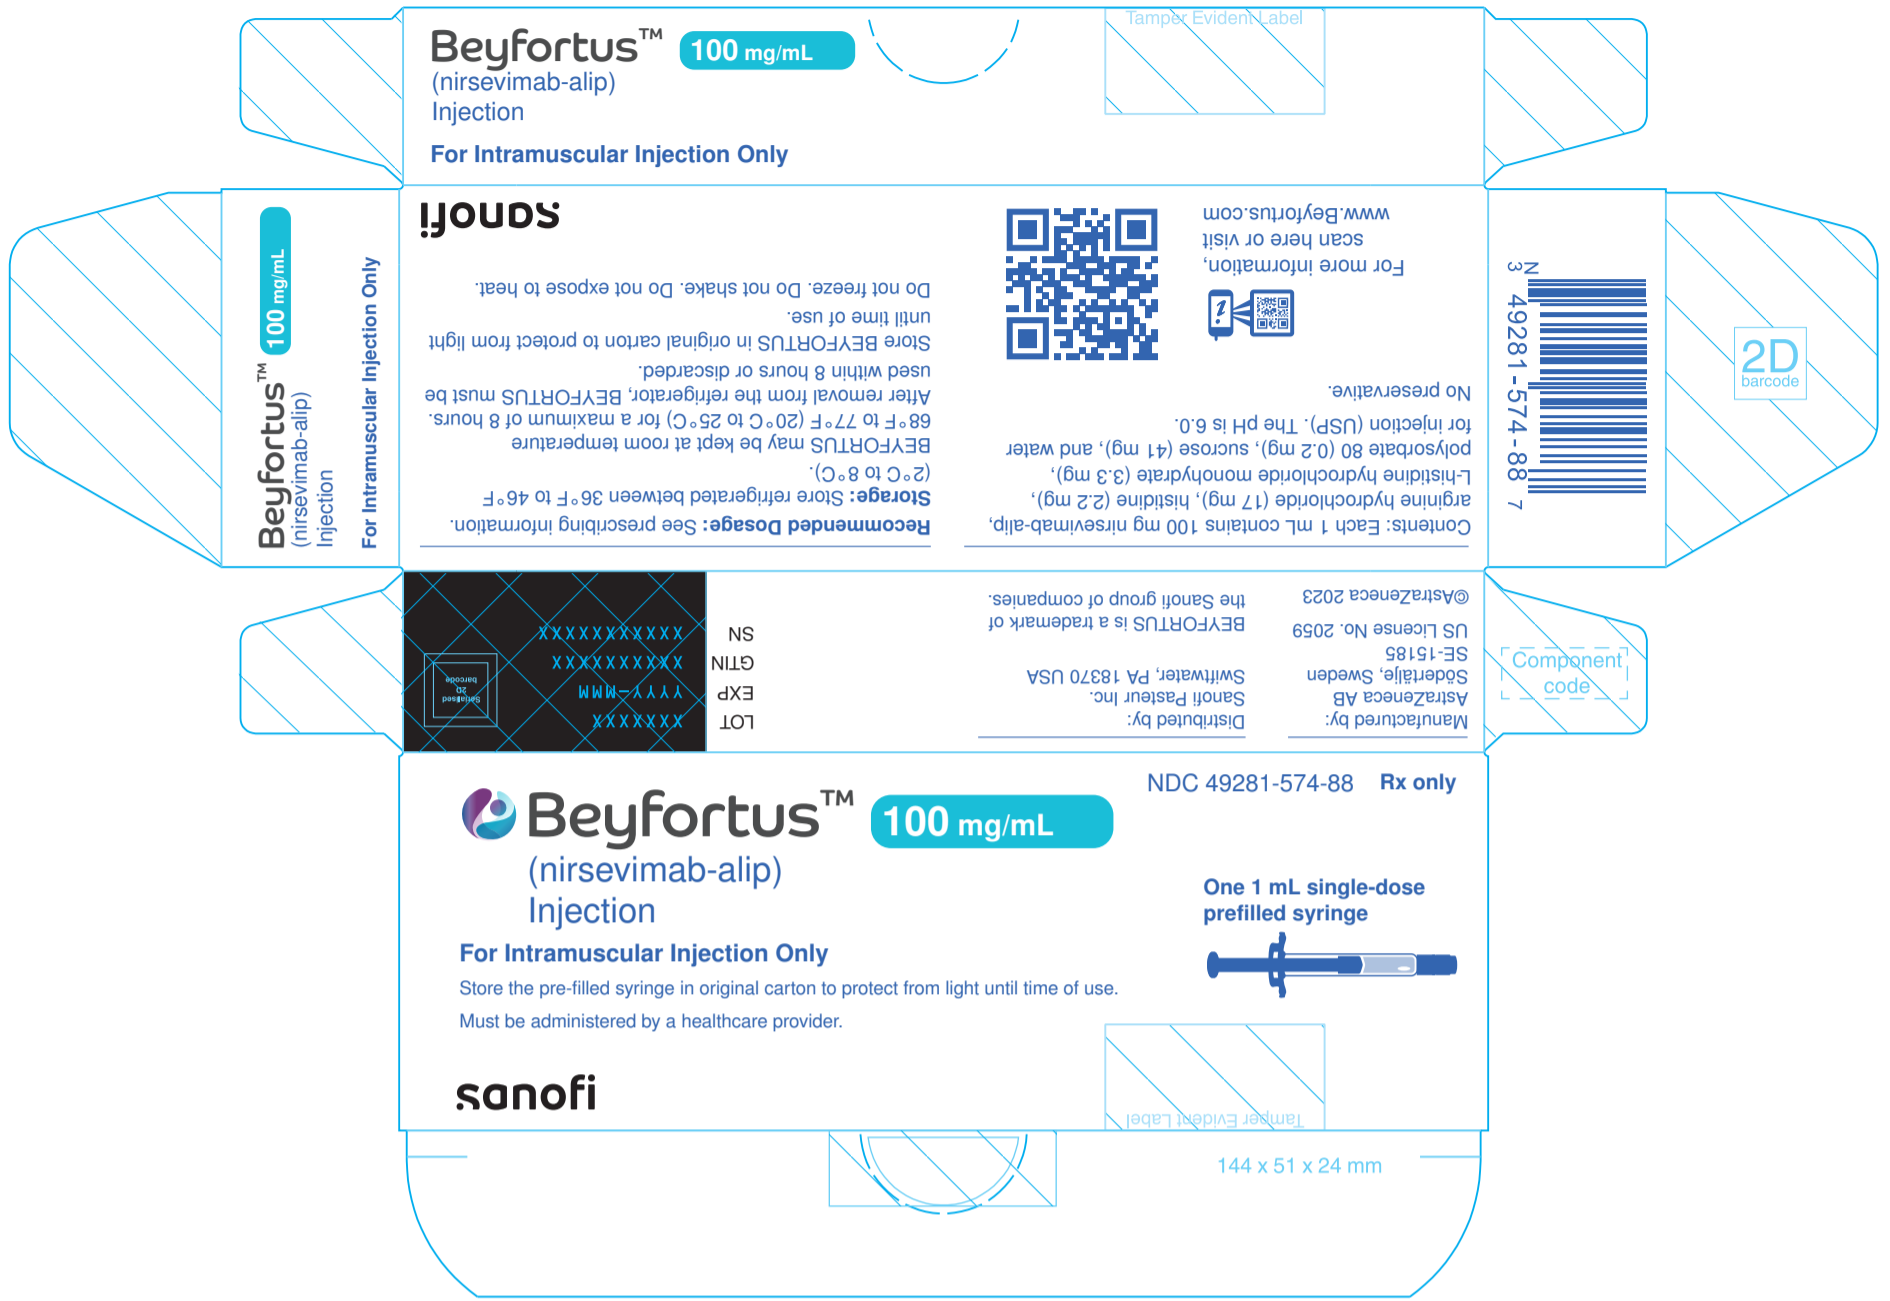 Beyfortus™ 100 mg/mL
(nirsevimab-alip)
Injection
For Intramuscular Injection Only
Tamper Evident Label
Beyfortus™ 100 mg/mL
(nirsevimab-alip)
Injection
For Intramuscular Injection Only
Recommended Dosage: See prescribing information.
Storage: Store refrigerated between 36°F to 46°F
(2°C to 8°C).
BEYFORTUS may be kept at room temperature
68°F to 77°F (20°C to 25°C) for a maximum of 8 hours.
After removal from the refrigerator, BEYFORTUS must be
used within 8 hours or discarded.
Store BEYFORTUS in original carton to protect from light
until time of use.
Do not freeze. Do not shake. Do not expose to heat.
sanofi
Contents: Each 1 mL contains 100 mg nirsevimab-alip,
arginine hydrochloride (17 mg), histidine (2.2 mg),
L-histidine hydrochloride monohydrate (3.3 mg),
polysorbate 80 (0.2 mg), sucrose (41 mg), and water
for injection (USP). The pH is 6.0.
No preservative.
For more information,
scan here or visit
www.Beyfortus.com
N
3 49281-574-88 7
2D
barcode
Manufactured by:
AstraZeneca AB
Södertälje, Sweden
SE-15185
US License No. 2059
©AstraZeneca 2023
Distributed by:
Sanofi Pasteur Inc.
Swiftwater, PA 18370 USA
BEYFORTUS is a trademark of
the Sanofi group of companies.
LOT XXXXXXX
EXP YYYY-MMM
GTIN XXXXXXXXXX
SN XXXXXXXXXXX
Serialised
2D
barcode
Component
code
Beyfortus™ 100 mg/mL
(nirsevimab-alip)
Injection
For Intramuscular Injection Only
Store the pre-filled syringe in original carton to protect from light until time of use.
Must be administered by a healthcare provider.
sanofi
NDC 49281-574-88 Rx only
One 1 mL single-dose
prefilled syringe
Tamper Evident Label
144 x 51 x 24 mm